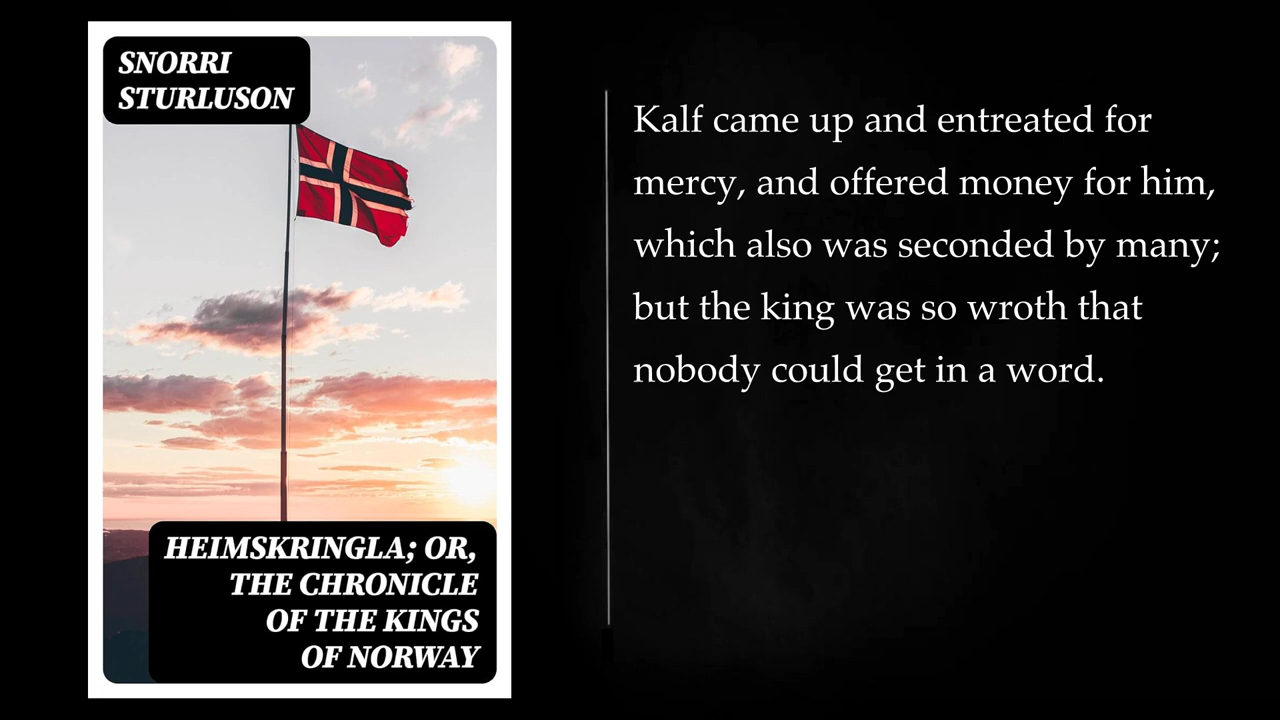 SNORRI
STURLUSON
HEIMSKRINGLA; OR,
THE CHRONICLE
OF THE KINGS
OF NORWAY
Kalf came up and entreated for
mercy, and offered money for him,
which also was seconded by many;
but the king was so wroth that
nobody could get in a word.